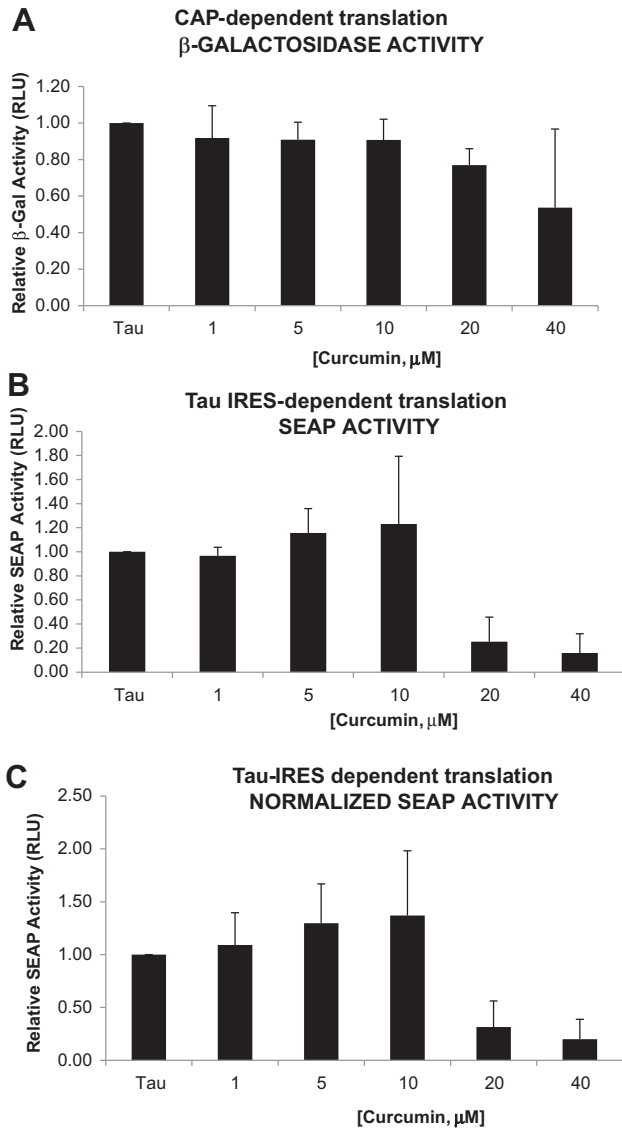 A
CAP-dependent translation
β-GALACTOSIDASE ACTIVITY
Relative β-Gal Activity (RLU)
1.20
1.00
0.80
0.60
0.40
0.20
0.00
Tau 1 5 10 20 40
[Curcumin, μM]
B
Tau IRES-dependent translation
SEAP ACTIVITY
Relative SEAP Activity (RLU)
2.00
1.80
1.60
1.40
1.20
1.00
0.80
0.60
0.40
0.20
0.00
Tau 1 5 10 20 40
[Curcumin, μM]
C
Tau-IRES dependent translation
NORMALIZED SEAP ACTIVITY
Relative SEAP Activity (RLU)
2.50
2.00
1.50
1.00
0.50
0.00
Tau 1 5 10 20 40
[Curcumin, μM]